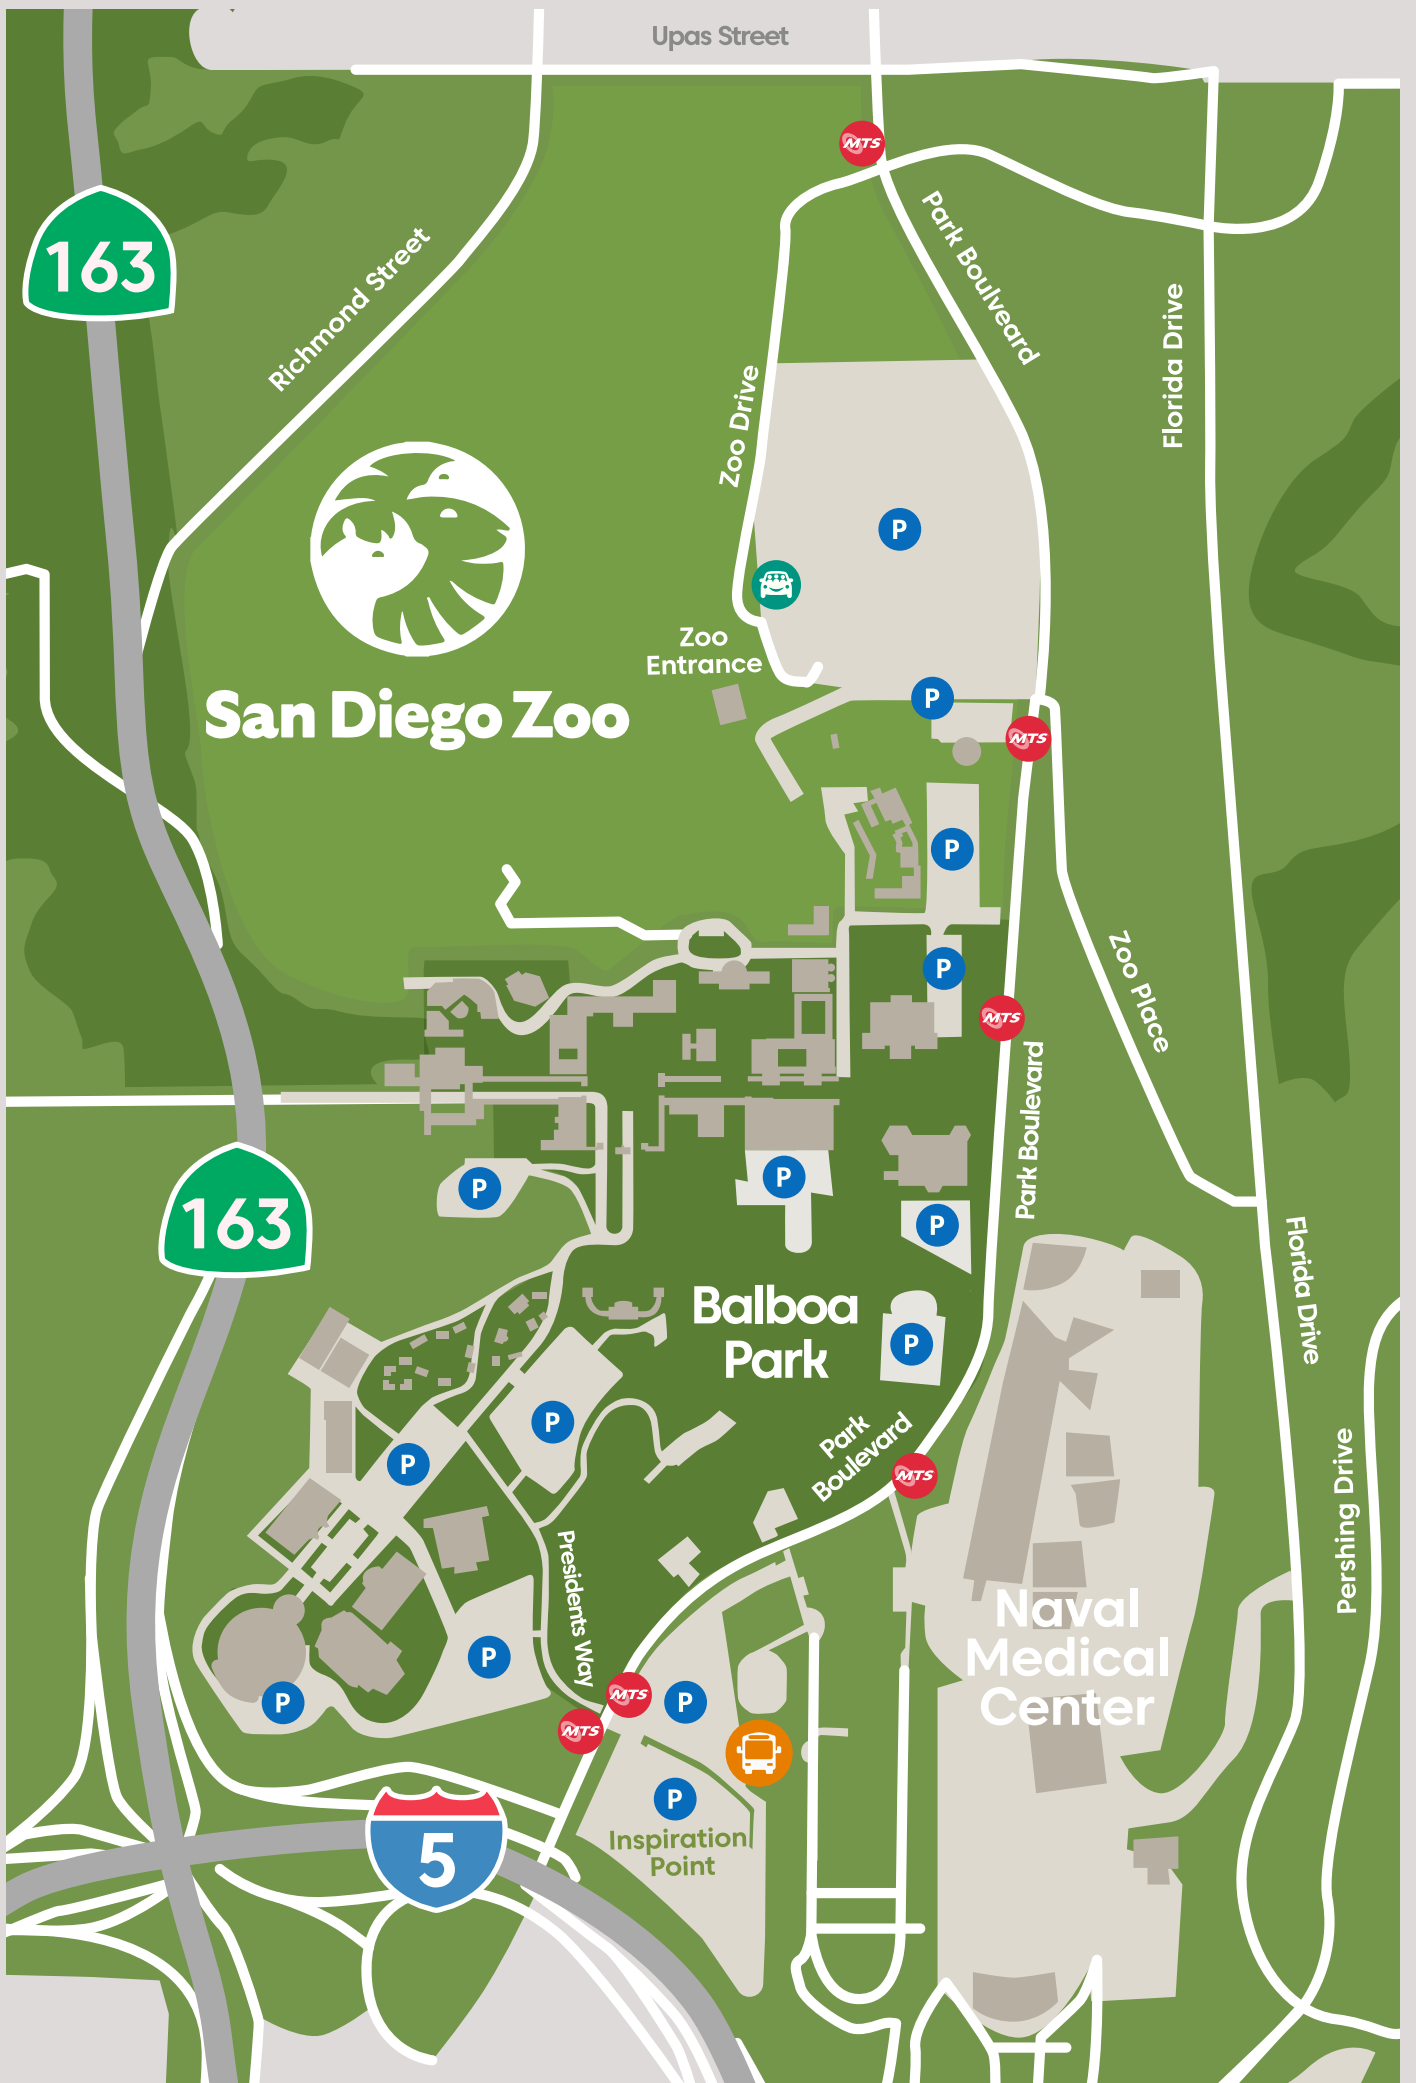 Upas Street
MTS
163
Richmond Street
Park Boulveard
Florida Drive
Zoo Drive
P
Zoo
Entrance
San Diego Zoo
P
MTS
P
P
MTS
Zoo Place
Park Boulevard
P
P
P
163
Florida Drive
Balboa
Park
P
P
Park
Boulevard
P
MTS
Pershing Drive
Presidents Way
Naval
Medical
Center
P
P
MTS
P
MTS
P
Inspiration
Point
5